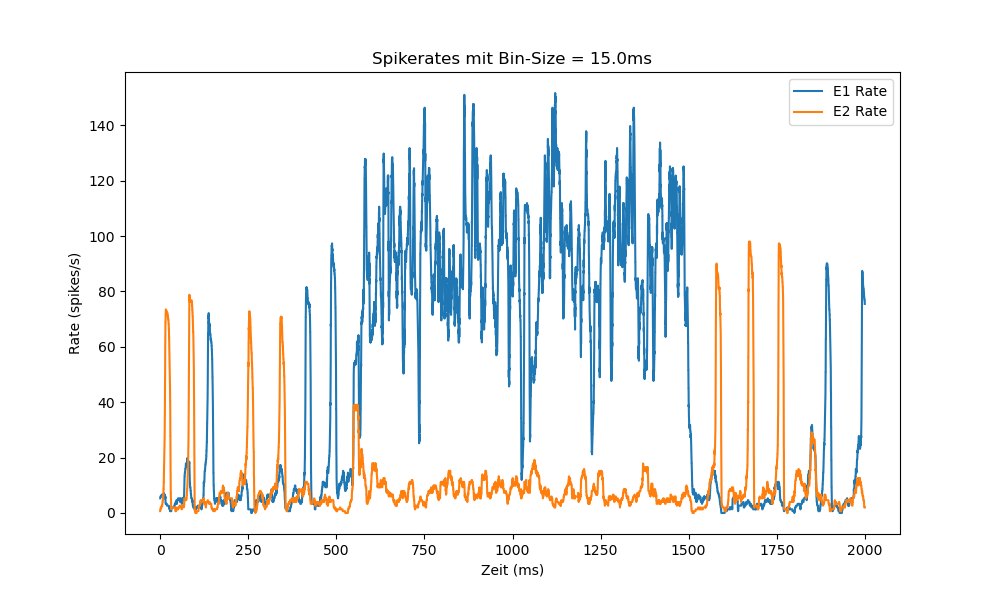 Spikerates mit Bin-Size = 15.0ms
E1 Rate
E2 Rate
Rate (spikes/s)
140
120
100
80
60
40
20
0
0 250 500 750 1000 1250 1500 1750 2000
Zeit (ms)